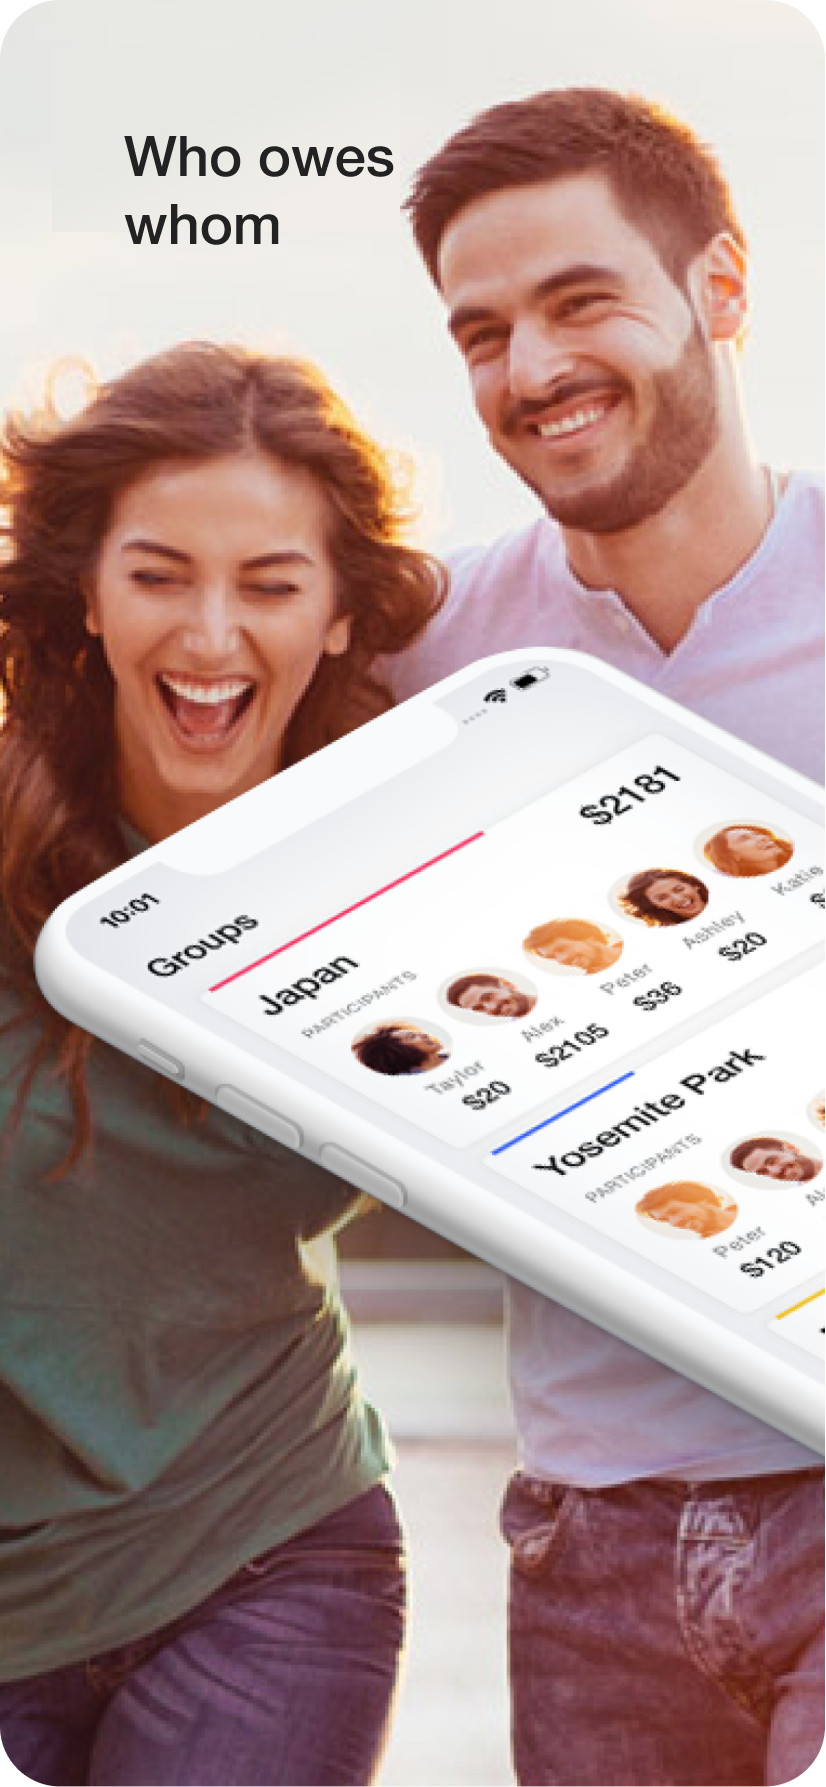 Who owes
whom
10:01
Groups
Japan
$2181
PARTICIPANTS
Taylor
$20
Alex
$2105
Peter
$36
Ashley
$20
Katie
Yosemite Park
PARTICIPANTS
Peter
$120